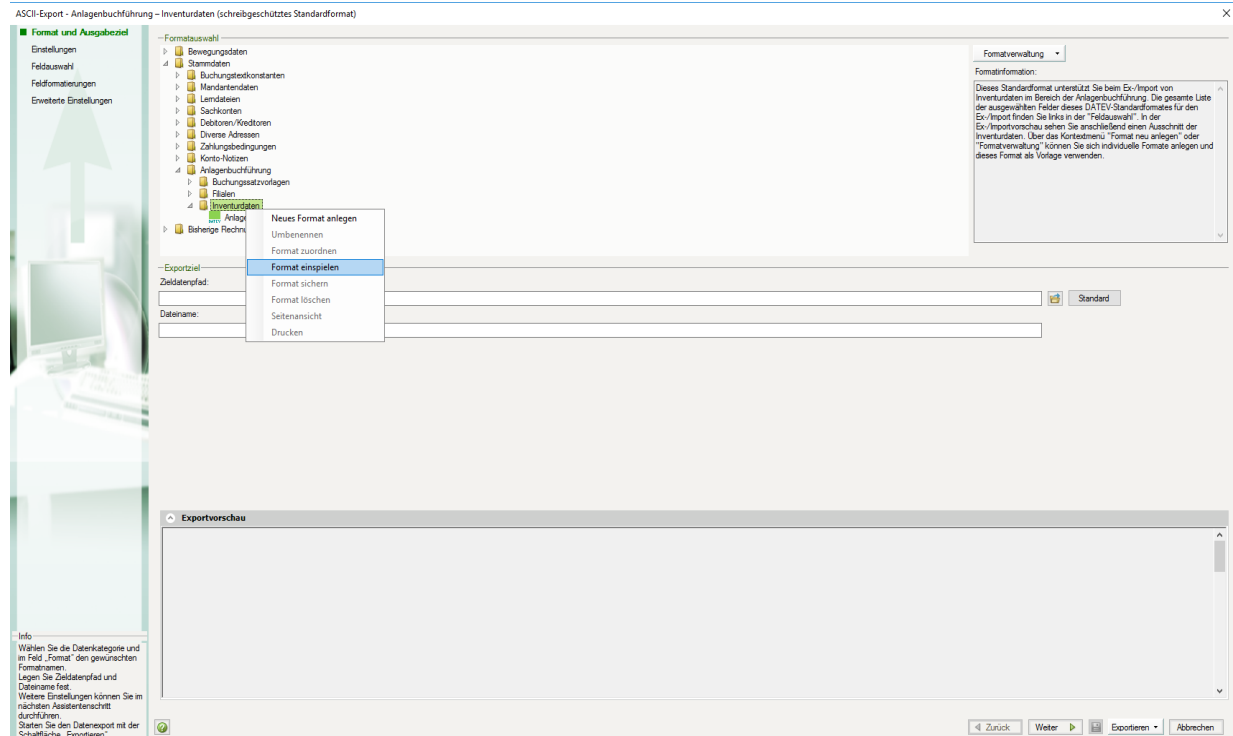 ASCII-Export - Anlagenbuchführung – Inventurdaten (schreibgeschütztes Standardformat)
Format und Ausgabeziel
Einstellungen
Feldauswahl
Feldformatierungen
Erweiterte Einstellungen
Formatauswahl
Bewegungsdaten
Stammdaten
Buchungstextkonstanten
Mandantendaten
Lerndateien
Sachkonten
Debitoren/Kreditoren
Diverse Adressen
Zahlungsbedingungen
Konto-Notizen
Anlagenbuchführung
Buchungssatzvorlagen
Filialen
Inventurdaten
Anlage
Bisherige Rechnu
Neues Format anlegen
Umbenennen
Format zuordnen
Format einspielen
Format sichern
Format löschen
Seitenansicht
Drucken
Formatverwaltung
Formatinformation:
Dieses Standardformat unterstützt Sie beim Ex-/Import von
Inventurdaten im Bereich der Anlagenbuchführung. Die gesamte Liste
der ausgewählten Felder dieses DATEV-Standardformates für den
Ex-/Import finden Sie links in der "Feldauswahl". In der
Ex-/Importvorschau sehen Sie anschließend einen Ausschnitt der
Inventurdaten. Über das Kontextmenü "Format neu anlegen" oder
"Formatverwaltung" können Sie sich individuelle Formate anlegen und
dieses Format als Vorlage verwenden.
Exportziel
Zieldatenpfad:
Standard
Dateiname:
Exportvorschau
Info
Wählen Sie die Datenkategorie und
im Feld „Format" den gewünschten
Formatnamen.
Legen Sie Zieldatenpfad und
Dateiname fest.
Weitere Einstellungen können Sie im
nächsten Assistentenschritt
durchführen.
Starten Sie den Datenexport mit der
Schaltfläche „Exportieren"
Zurück
Weiter
Exportieren
Abbrechen